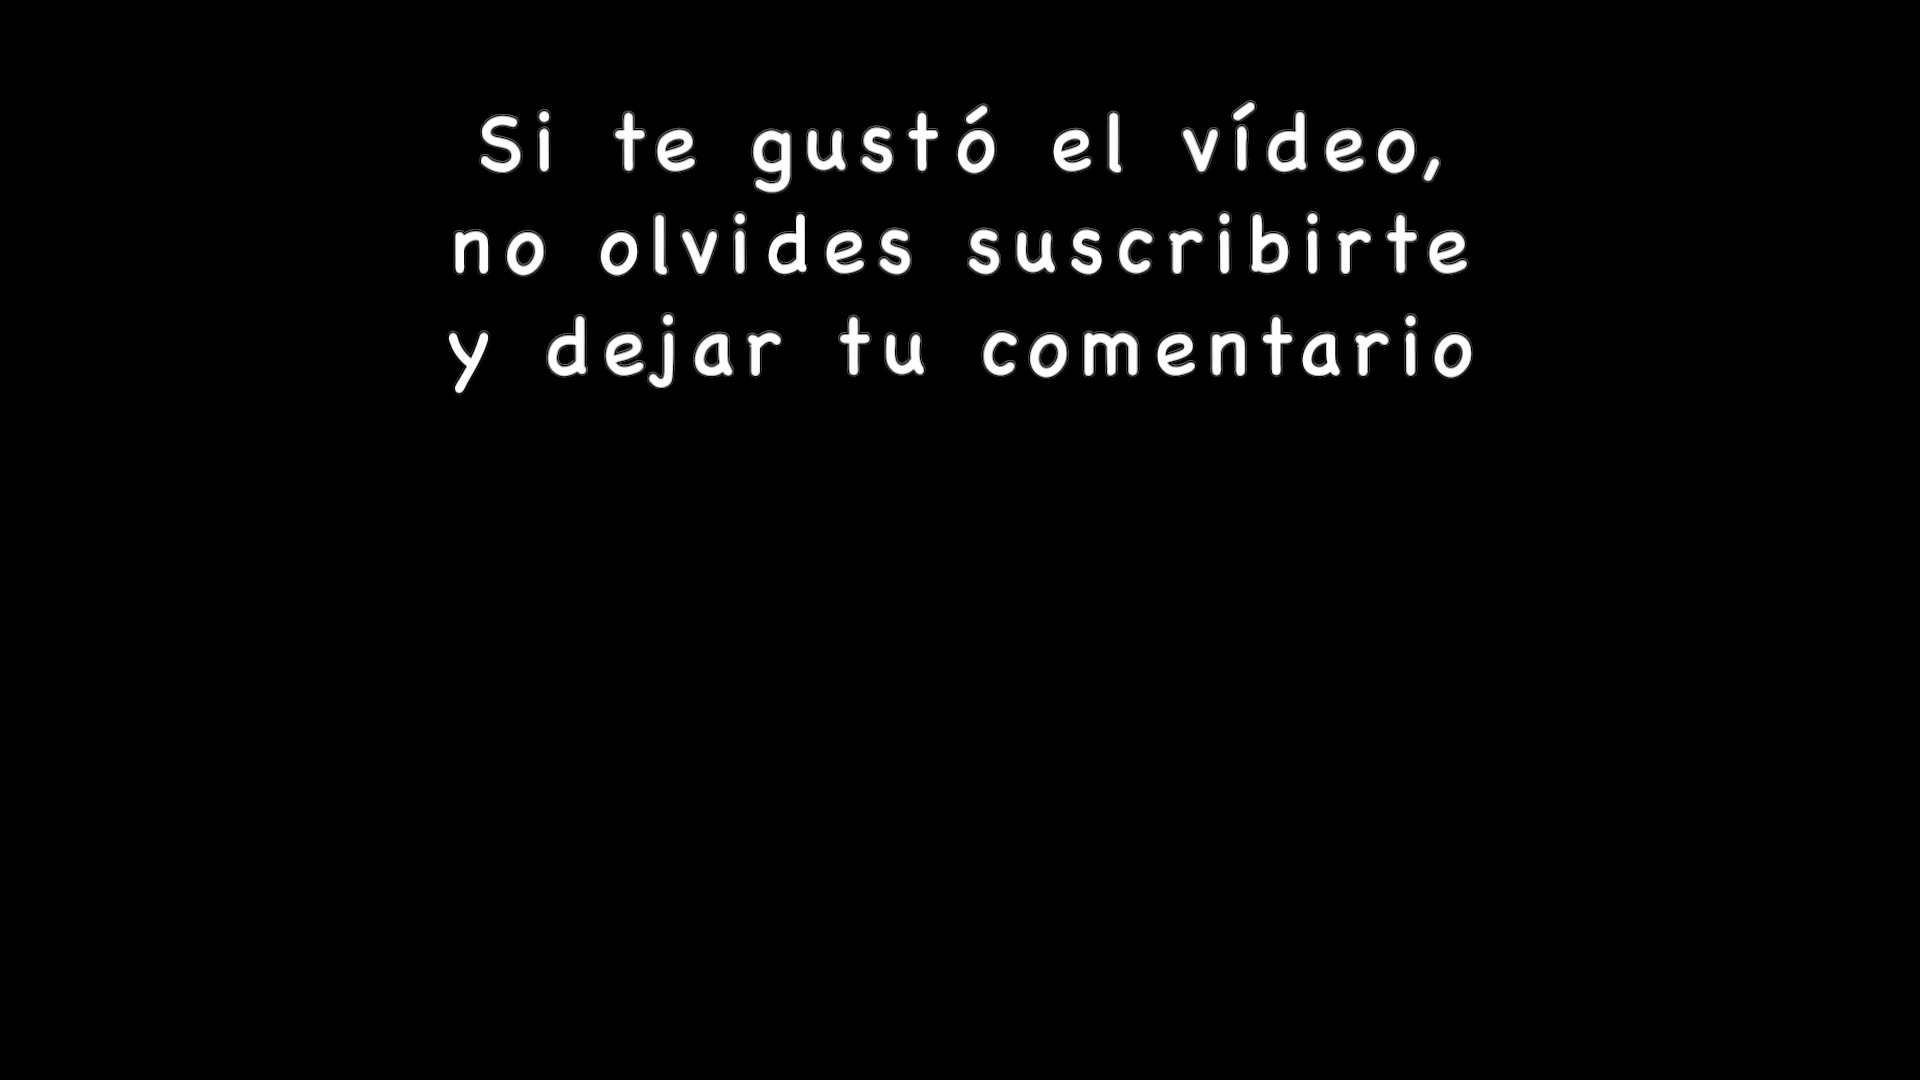 Si te gustó el vídeo,
no olvides suscribirte
y dejar tu comentario